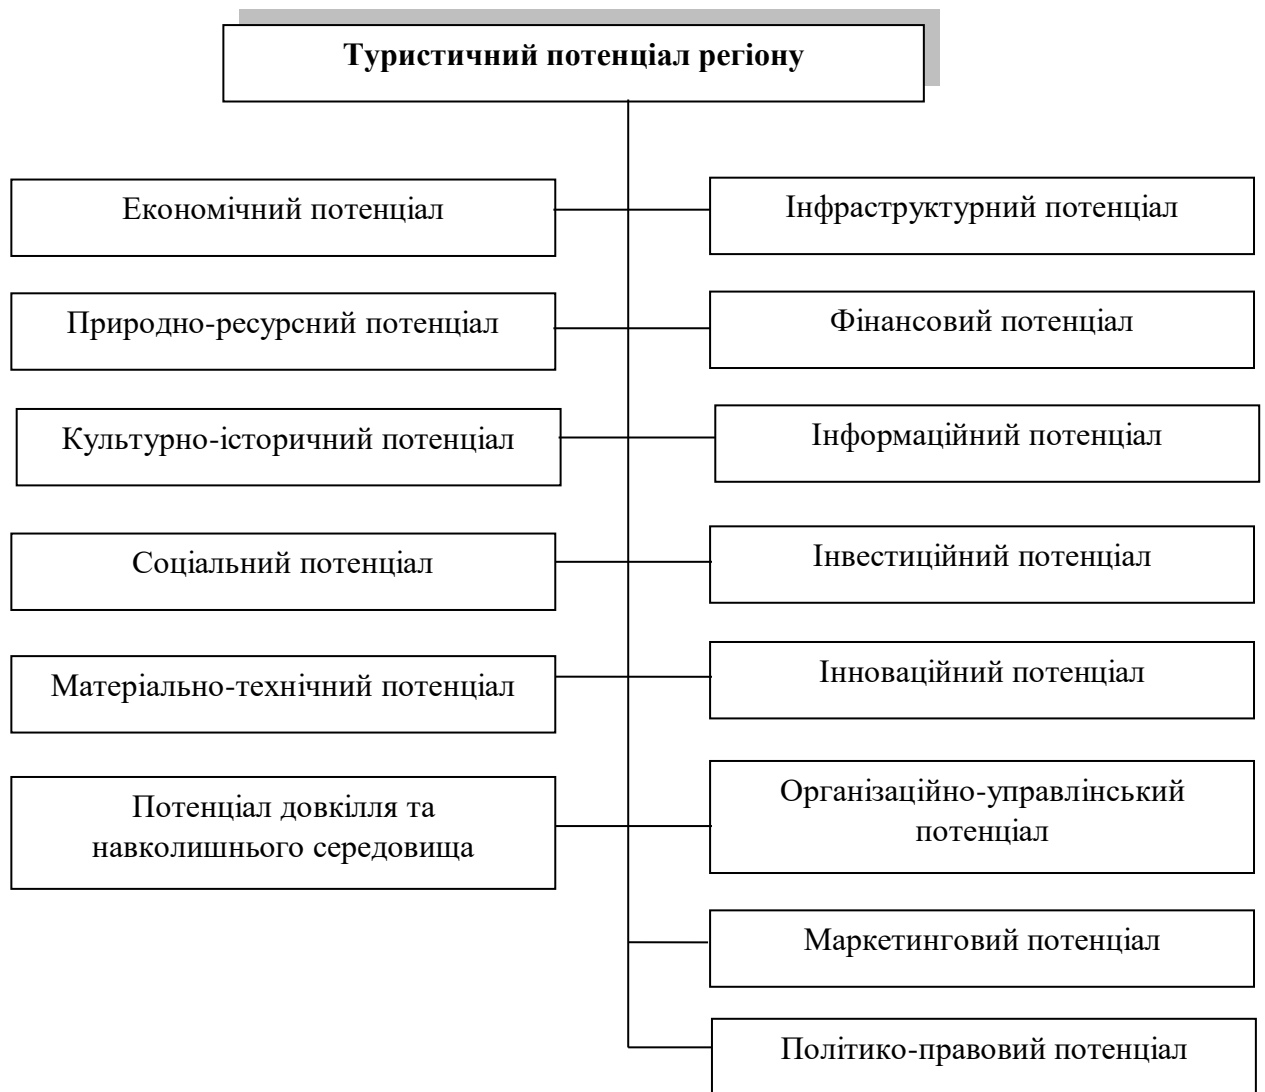 Туристичний потенціал регіону
Економічний потенціал
Інфраструктурний потенціал
Природно-ресурсний потенціал
Фінансовий потенціал
Культурно-історичний потенціал
Інформаційний потенціал
Соціальний потенціал
Інвестиційний потенціал
Матеріально-технічний потенціал
Інноваційний потенціал
Потенціал довкілля та
навколишнього середовища
Організаційно-управлінський
потенціал
Маркетинговий потенціал
Політико-правовий потенціал